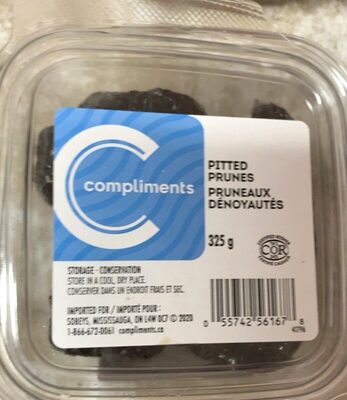 compliments
PITTED
PRUNES
PRUNEAUX
DÉNOYAUTÉS
325 g
COR
STORAGE - CONSERVATION
STORE IN A COOL, DRY PLACE.
CONSERVER DANS UN ENDROIT FRAIS ET SEC.
IMPORTED FOR / IMPORTÉ POUR :
SOBEYS, MISSISSAUGA, ON L4W 0C7 © 2020
1-866-672-0061 compliments.ca
0 55742 56167 8